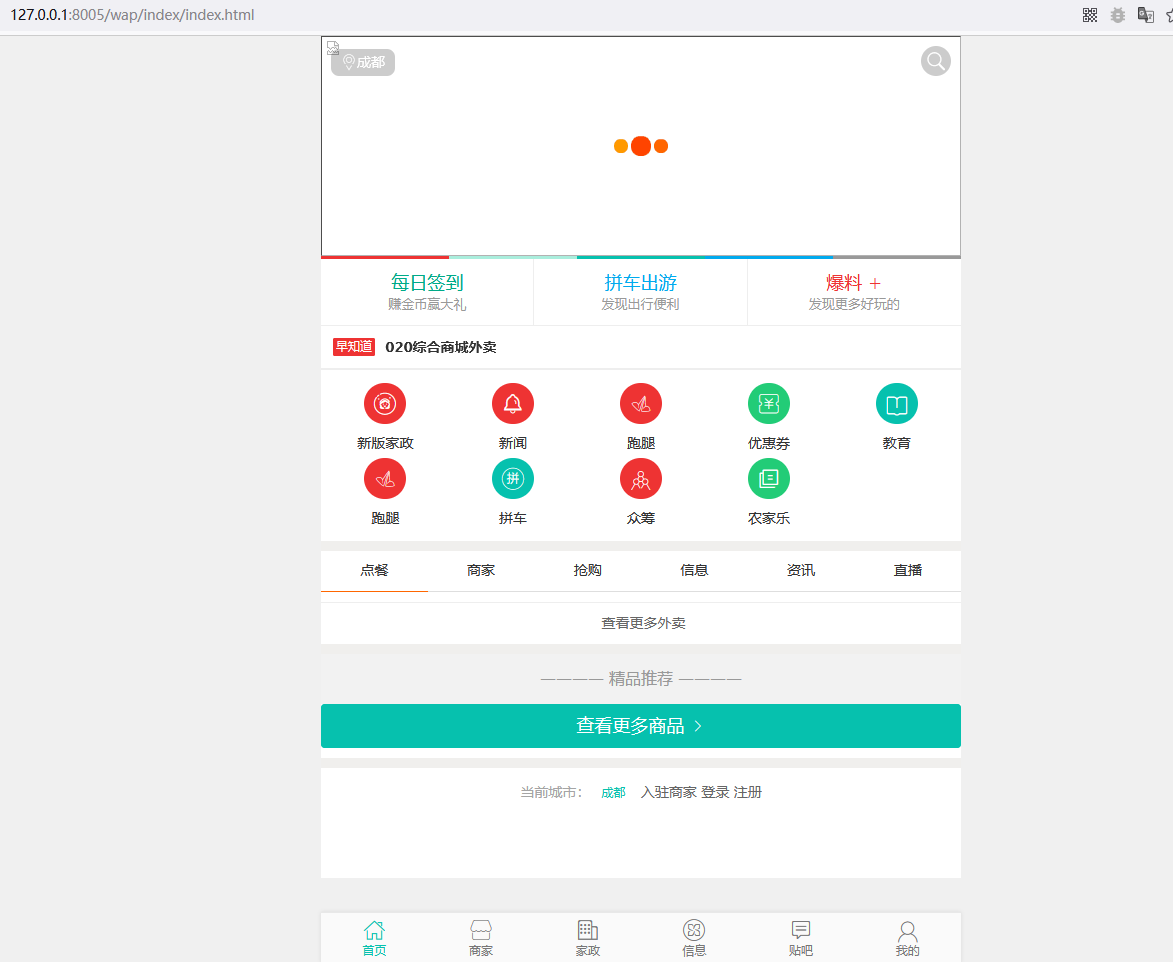 127.0.0.1:8005/wap/index/index.html
成都
每日签到 拼车出游 爆料 +
赚金币赢大礼 发现出行便利 发现更多好玩的
早知道 020综合商城外卖
新版家政 新闻 跑腿 优惠券 教育
拼
跑腿 拼车 众筹 农家乐
点餐 商家 抢购 信息 资讯 直播
查看更多外卖
———— 精品推荐 ————
查看更多商品 >
当前城市： 成都 入驻商家 登录 注册
首页 商家 家政 信息 贴吧 我的